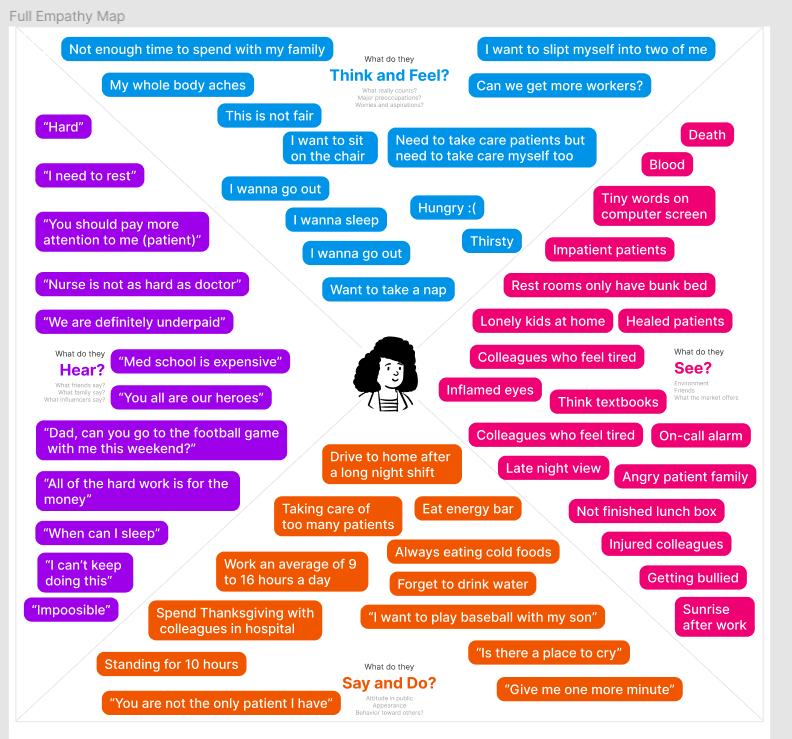 Full Empathy Map
Not enough time to spend with my family
I want to slipt myself into two of me
What do they
Think and Feel?
What really counts?
Major preoccupations?
Worries and aspirations?
My whole body aches
Can we get more workers?
This is not fair
I want to sit
on the chair
Need to take care patients but
need to take care myself too
I wanna go out
Hungry :(
I wanna sleep
Thirsty
I wanna go out
Want to take a nap
“Hard”
“I need to rest”
“You should pay more
attention to me (patient)”
“Nurse is not as hard as doctor”
“We are definitely underpaid”
What do they
Hear?
What friends say?
What family say?
What influencers say?
“Med school is expensive”
“You all are our heroes”
“Dad, can you go to the football game
with me this weekend?”
“All of the hard work is for the
money”
“When can I sleep”
“I can’t keep
doing this”
“Impoosible”
Death
Blood
Tiny words on
computer screen
Impatient patients
Rest rooms only have bunk bed
Lonely kids at home
Healed patients
Colleagues who feel tired
What do they
See?
Environment
Friends
What the market offers
Inflamed eyes
Think textbooks
Colleagues who feel tired
On-call alarm
Late night view
Angry patient family
Not finished lunch box
Injured colleagues
Getting bullied
Sunrise
after work
Drive to home after
a long night shift
Taking care of
too many patients
Eat energy bar
Always eating cold foods
Work an average of 9
to 16 hours a day
Forget to drink water
Spend Thanksgiving with
colleagues in hospital
“I want to play baseball with my son”
“Is there a place to cry”
Standing for 10 hours
What do they
Say and Do?
Attitude in public
Appearance
Behavior toward others?
“Give me one more minute”
“You are not the only patient I have”